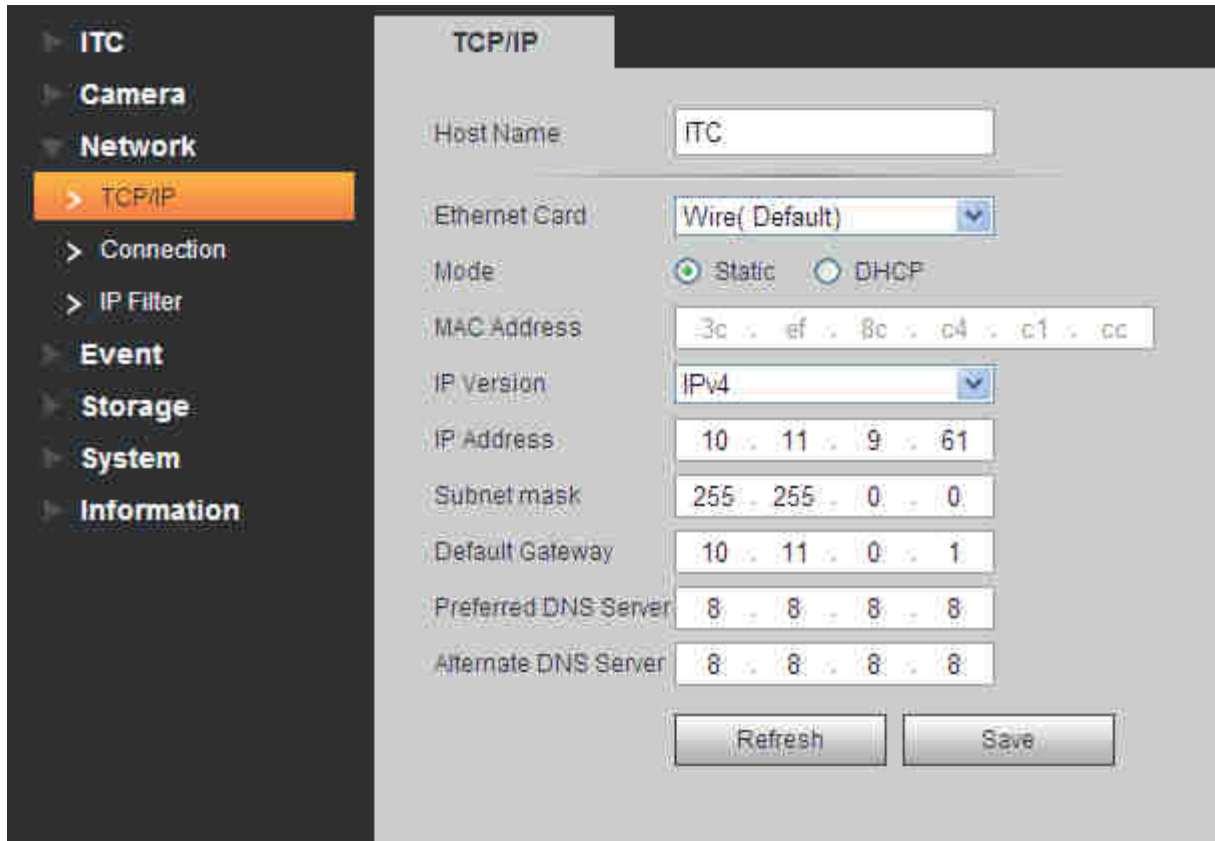 ITC
Camera
Network
TCP/IP
Connection
IP Filter
Event
Storage
System
Information
TCP/IP
Host Name ITC
Ethernet Card Wire( Default)
Mode Static DHCP
MAC Address 3c . ef . 8c . c4 . c1 . cc
IP Version IPv4
IP Address 10 . 11 . 9 . 61
Subnet mask 255 . 255 . 0 . 0
Default Gateway 10 . 11 . 0 . 1
Preferred DNS Server 8 . 8 . 8 . 8
Alternate DNS Server 8 . 8 . 8 . 8
Refresh Save